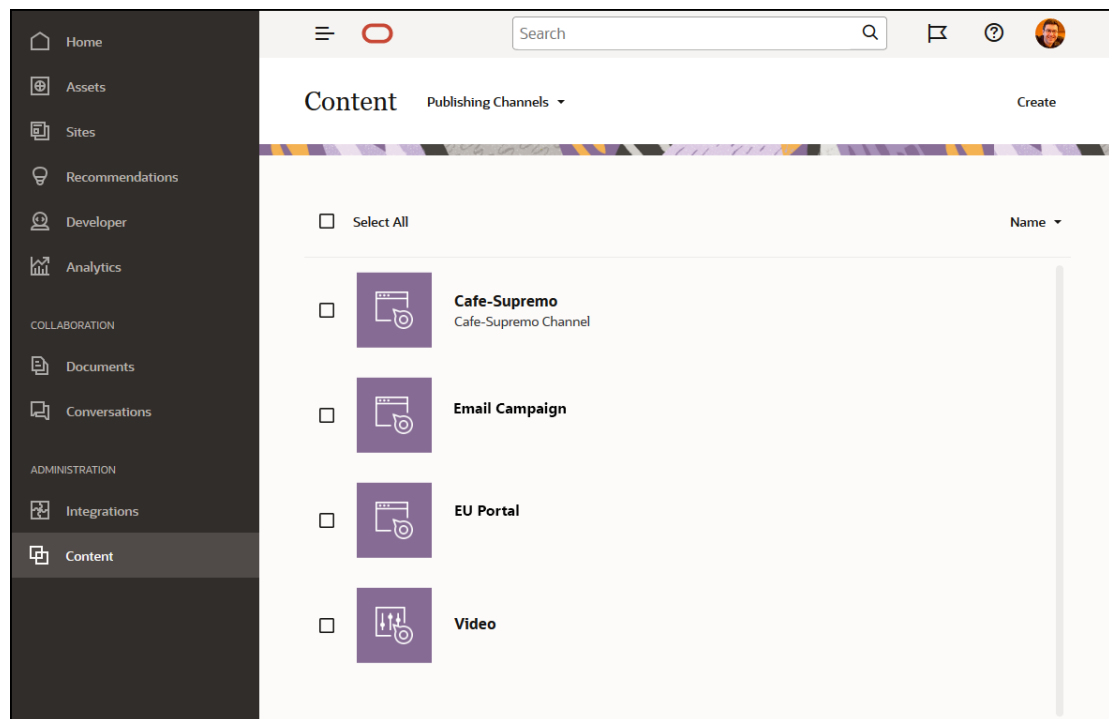 Home
Assets
Sites
Recommendations
Developer
Analytics
COLLABORATION
Documents
Conversations
ADMINISTRATION
Integrations
Content
Search
Content Publishing Channels Create
Select All Name
Cafe-Supremo
Cafe-Supremo Channel
Email Campaign
EU Portal
Video